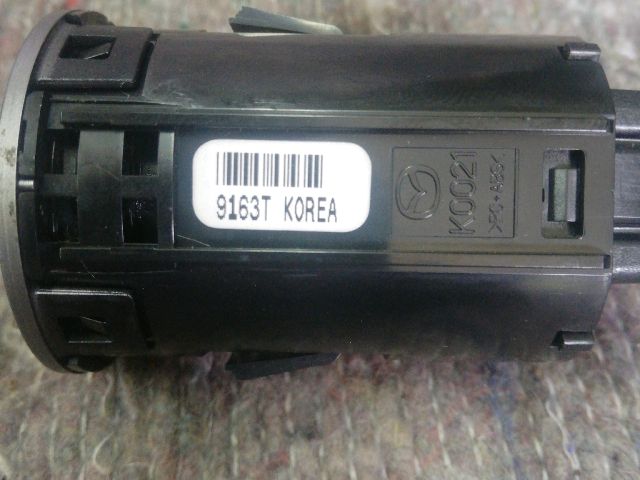 9163T KOREA
K0021
>PC+ABS<